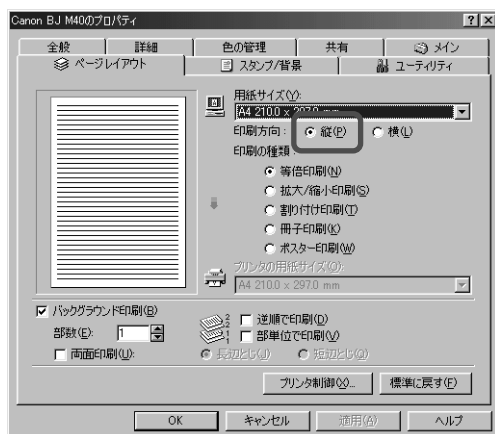 Canon BJ M40のプロパティ
全般 詳細 色の管理 共有 メイン
ページレイアウト スタンプ/背景 ユーティリティ
用紙サイズ(Y):
A4 210.0 x 297.0 mm
印刷方向: 縦(P) 横(L)
印刷の種類:
等倍印刷(N)
拡大/縮小印刷(S)
割り付け印刷(T)
冊子印刷(K)
ポスター印刷(W)
プリンタの用紙サイズ(O):
A4 210.0 x 297.0 mm
バックグラウンド印刷(B)
部数(E): 1
逆順で印刷(D)
部単位で印刷(V)
両面印刷(U): 長辺とじ(J) 短辺とじ(Q)
プリンタ制御(X)... 標準に戻す(F)
OK キャンセル 適用(A) ヘルプ